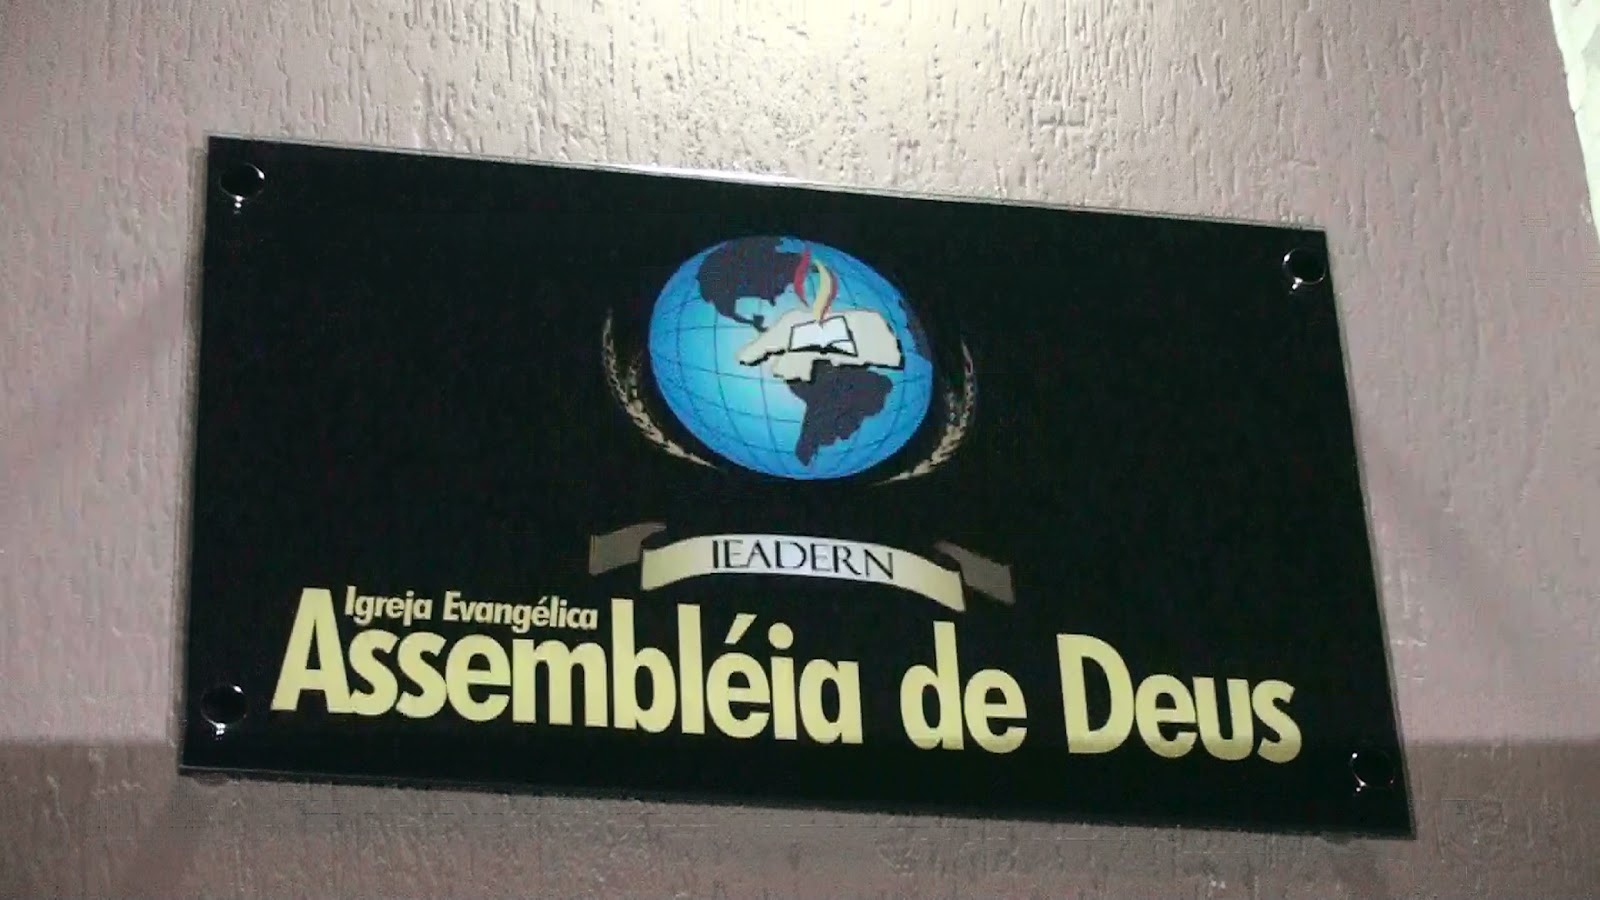 IEADERN
Igreja Evangélica
Assembléia de Deus